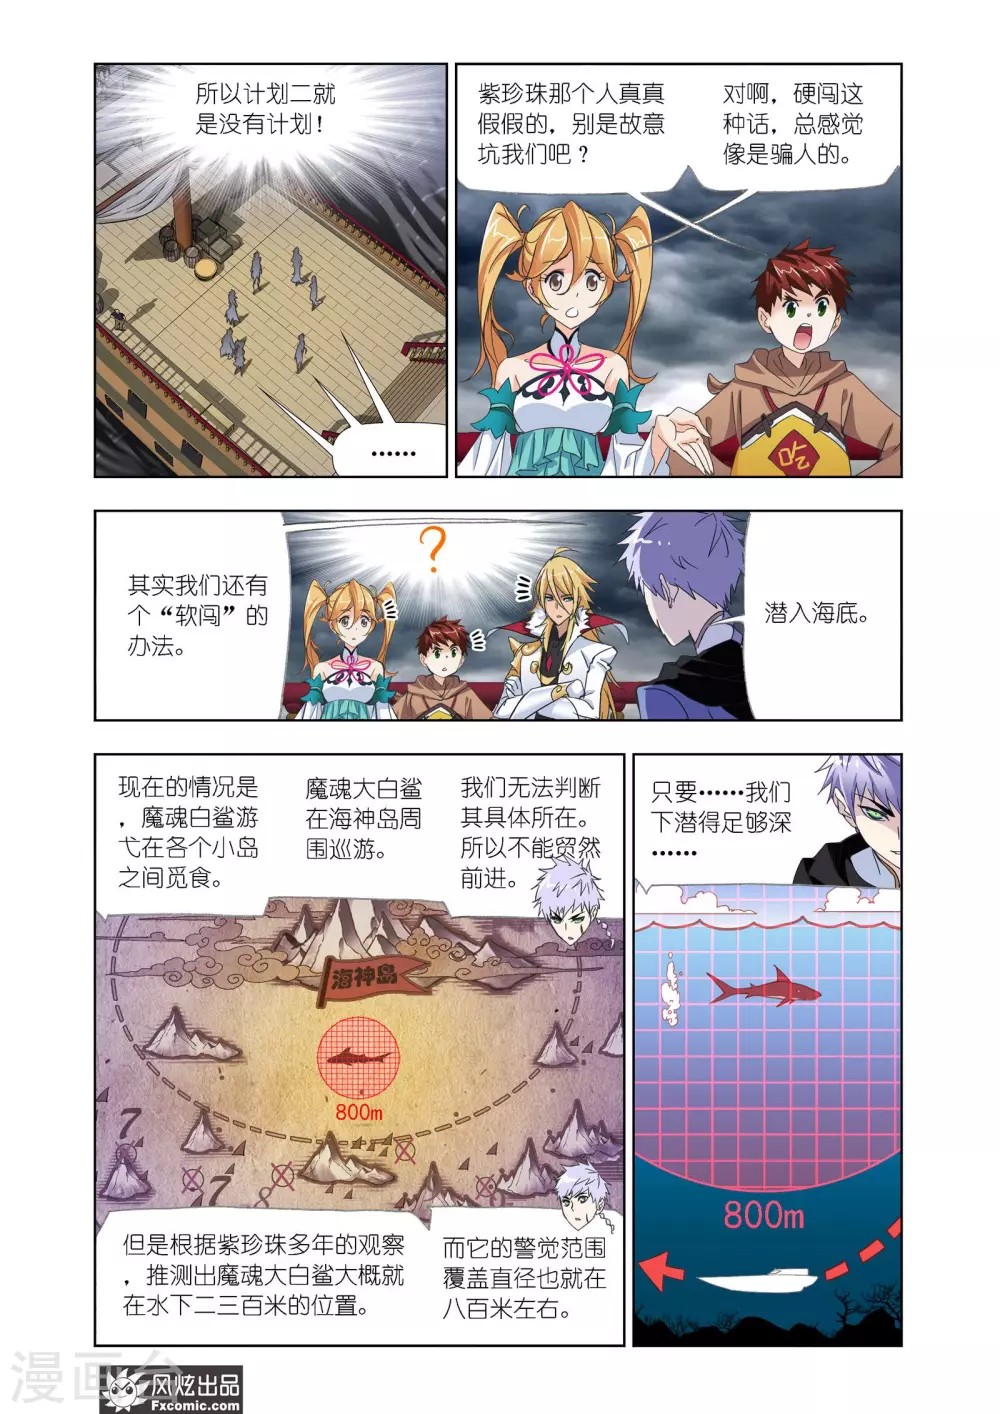 所以计划二就
是没有计划！
……
紫珍珠那个人真真
假假的，别是故意
坑我们吧？
对啊，硬闯这
种话，总感觉
像是骗人的。
吃
其实我们还有
个“软闯”的
办法。
?
潜入海底。
现在的情况是
，魔魂白鲨游
弋在各个小岛
之间觅食。
魔魂大白鲨
在海神岛周
围巡游。
我们无法判断
其具体所在。
所以不能贸然
前进。
海神岛
800m
7
7
8
但是根据紫珍珠多年的观察
，推测出魔魂大白鲨大概就
在水下二三百米的位置。
而它的警觉范围
覆盖直径也就在
八百米左右。
只要……我们
下潜得足够深
……
800m
漫画台
风炫出品
Fxcomic.com